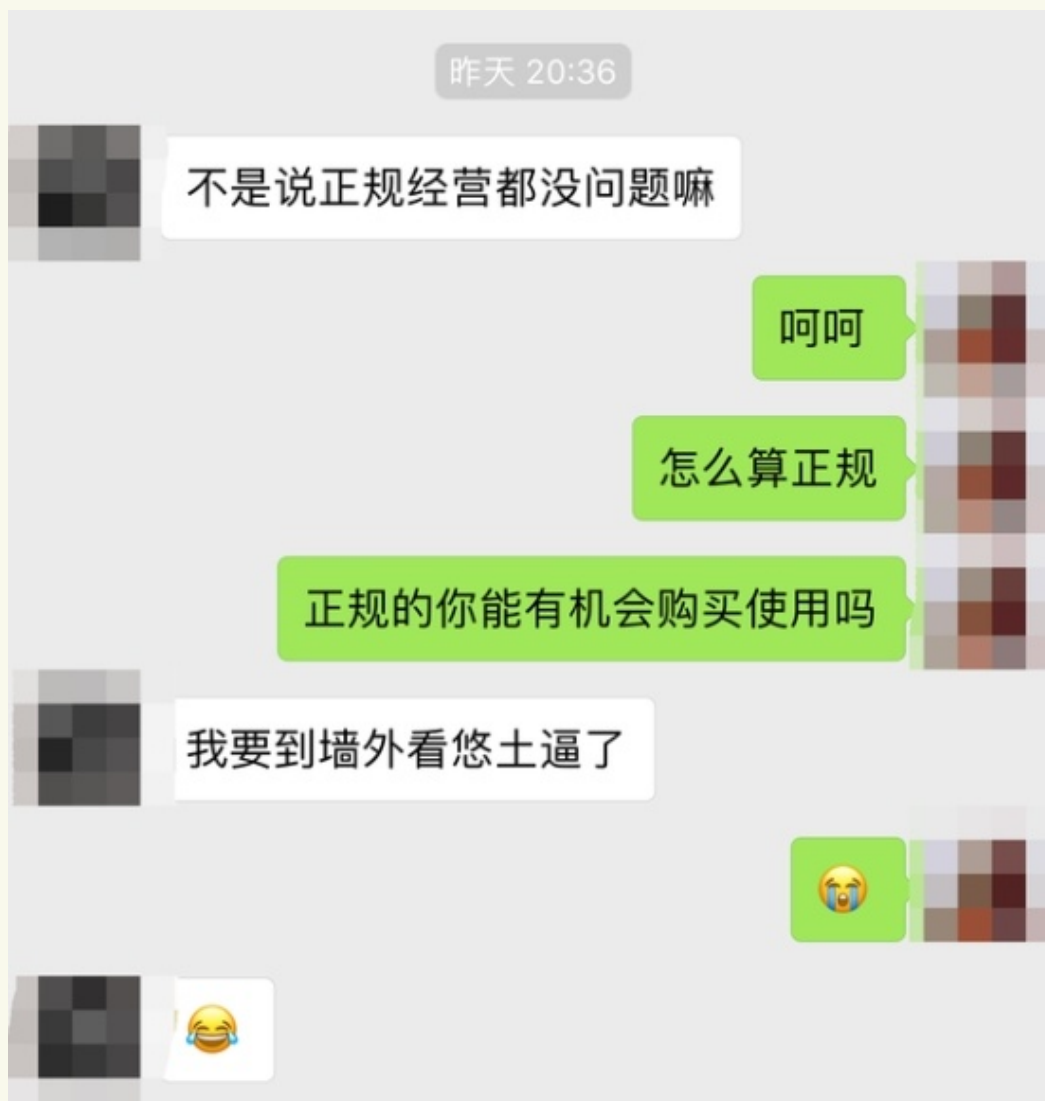 昨天 20:36
不是说正规经营都没问题嘛
呵呵
怎么算正规
正规的你能有机会购买使用吗
我要到墙外看悠土逼了
😭
😂